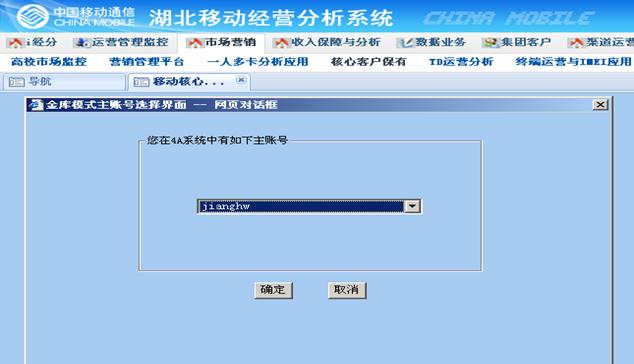 中国移动通信
CHINA MOBILE
湖北移动经营分析系统
CHINA MOBILE
i经分 运营管理监控 市场营销 收入保障与分析 数据业务 集团客户 渠道运营
高校市场监控 营销管理平台 一人多卡分析应用 核心客户保有 TD运营分析 终端运营与IMEI应用
导航 移动核心...
金库模式主账号选择界面 -- 网页对话框
您在4A系统中有如下主账号
jianghw
确定 取消